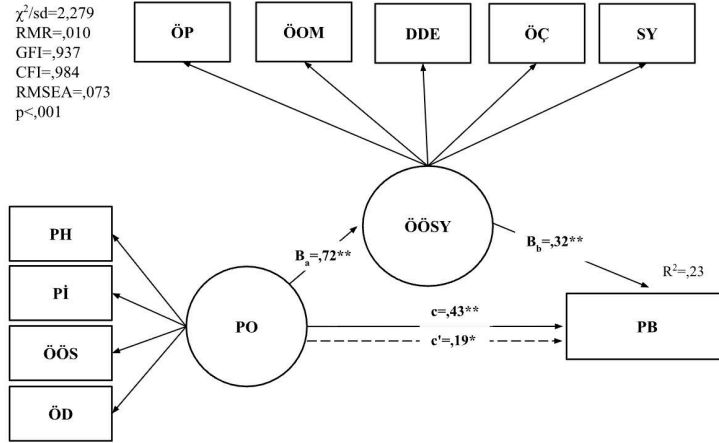 χ²/sd=2,279
RMR=,010
GFI=,937
CFI=,984
RMSEA=,073
p<,001
ÖP
ÖOM
DDE
ÖÇ
SY
ÖÖSY
PH
Pİ
ÖÖS
ÖD
PO
Bₐ=,72**
B_b=,32**
R²=,23
c=,43**
c'=,19*
PB